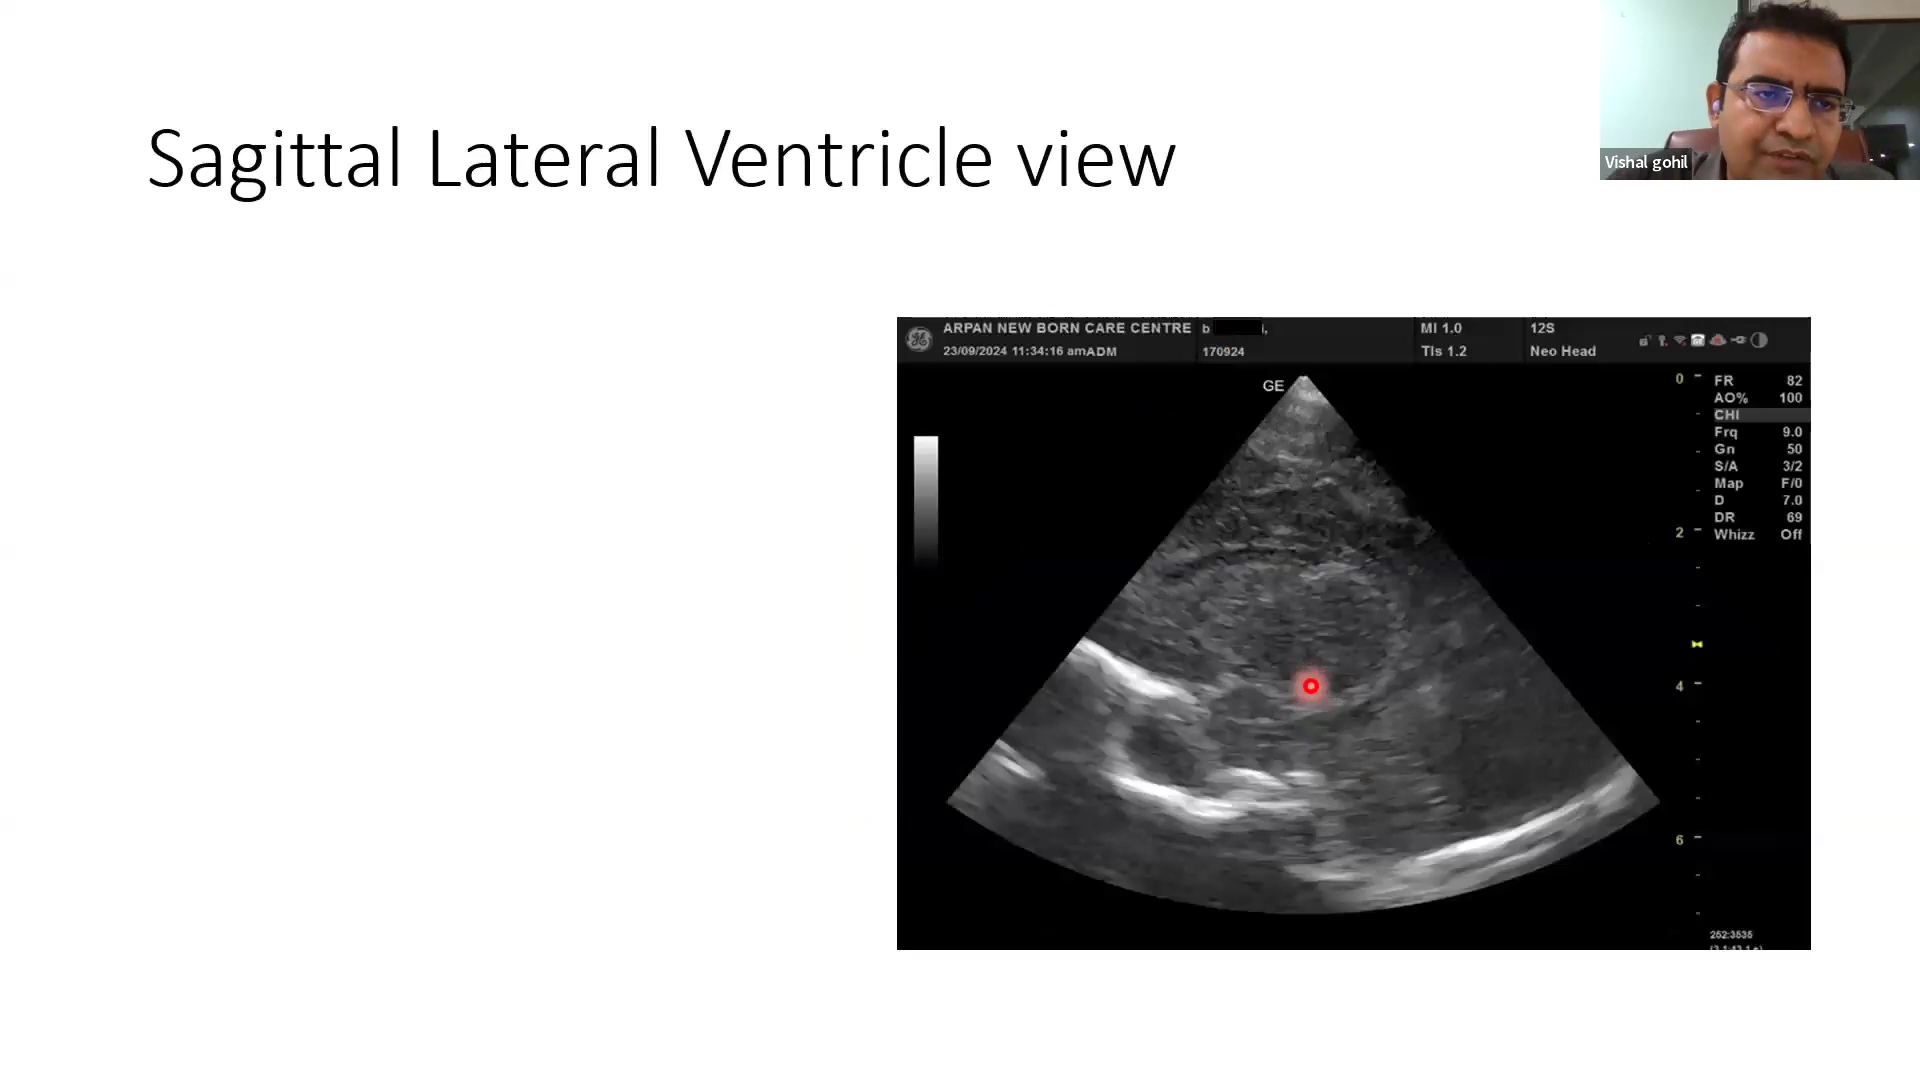 Sagittal Lateral Ventricle view
Vishal gohil
ARPAN NEW BORN CARE CENTRE
23/09/2024 11:34:16 amADM
b
170924
MI 1.0
TIs 1.2
12S
Neo Head
GE
0
2
4
6
FR 82
AO% 100
CHI
Frq 9.0
Gn 50
S/A 3/2
Map F/0
D 7.0
DR 69
Whizz Off
252:3535